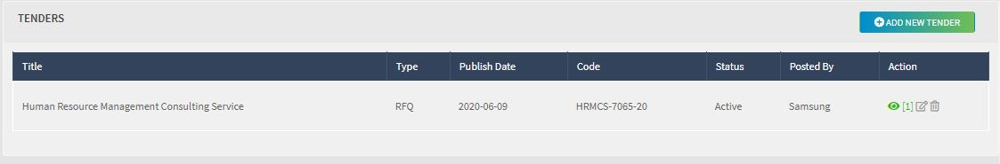 TENDERS
ADD NEW TENDER
Title Type Publish Date Code Status Posted By Action
Human Resource Management Consulting Service RFQ 2020-06-09 HRMCS-7065-20 Active Samsung [1]